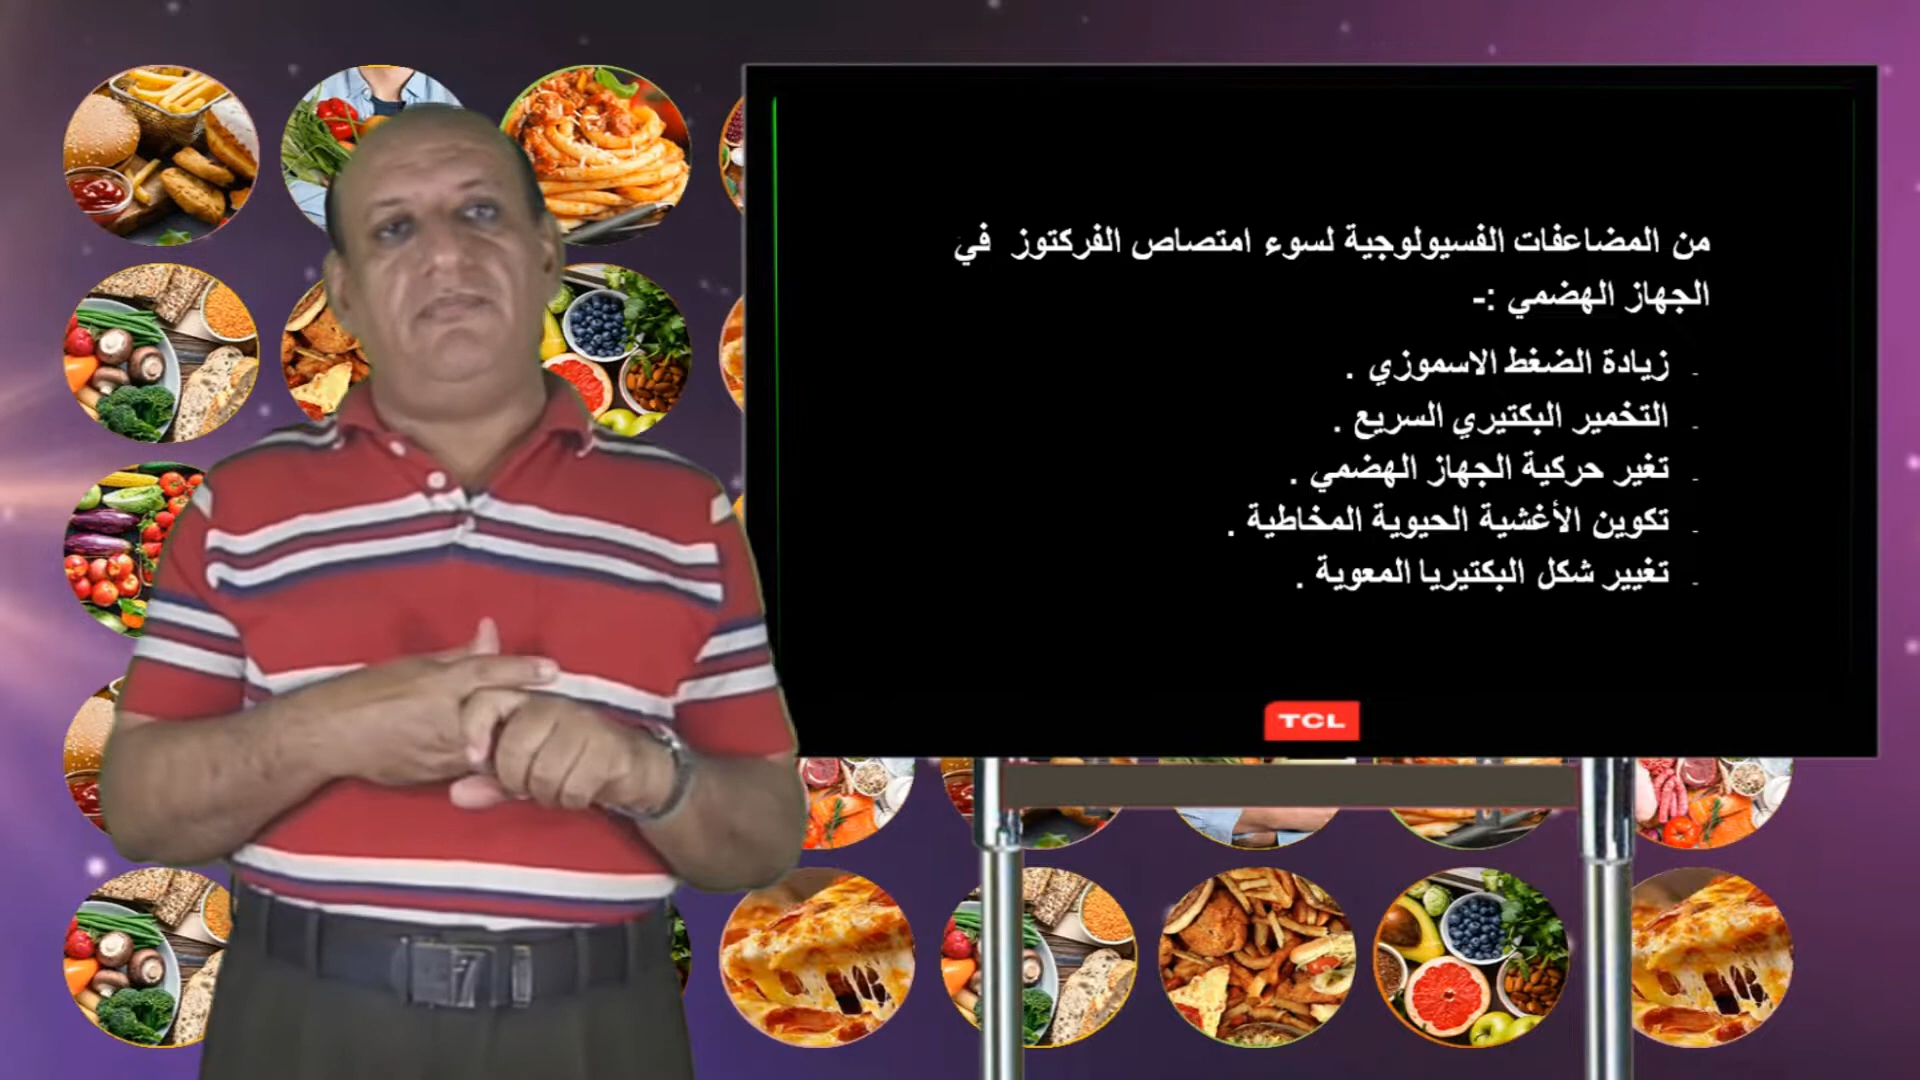 من المضاعفات الفسيولوجية لسوء امتصاص الفركتوز في
الجهاز الهضمي :-
- زيادة الضغط الاسموزي .
- التخمير البكتيري السريع .
- تغير حركية الجهاز الهضمي .
- تكوين الأغشية الحيوية المخاطية .
- تغيير شكل البكتيريا المعوية .
TCL